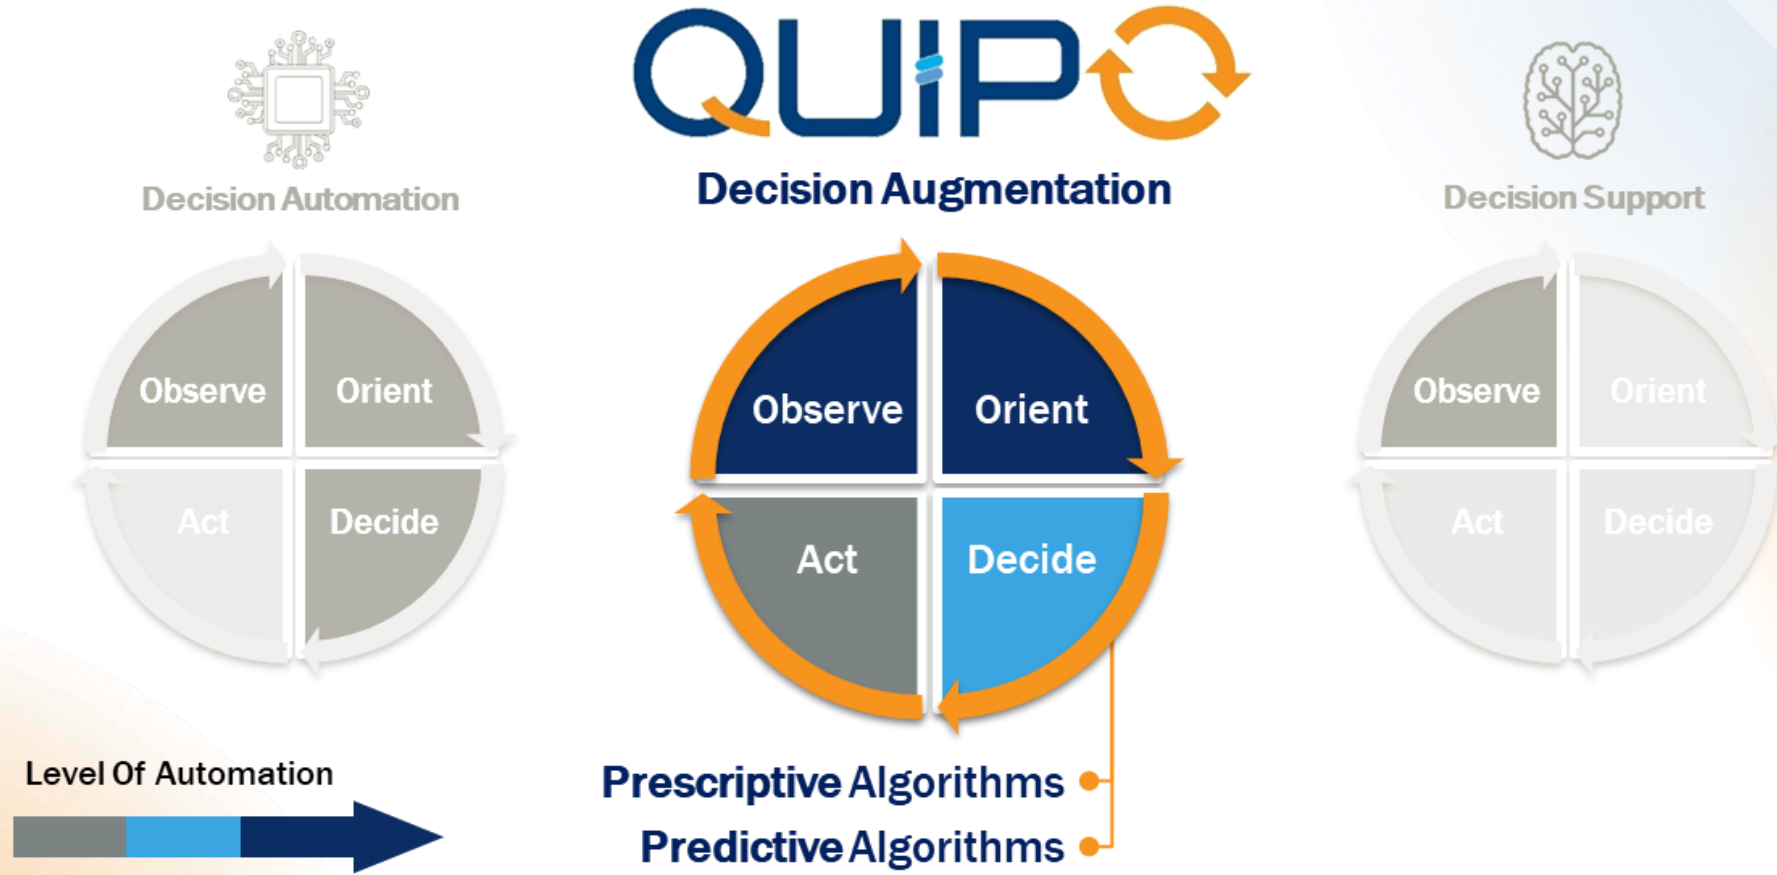 QUIPO
Decision Automation
Decision Augmentation
Decision Support
Observe
Orient
Act
Decide
Observe
Orient
Act
Decide
Observe
Orient
Act
Decide
Level Of Automation
Prescriptive Algorithms
Predictive Algorithms